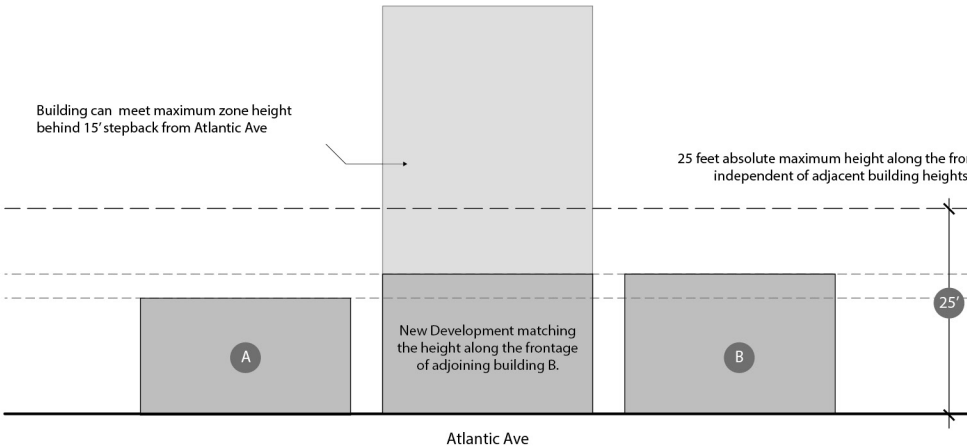 Building can meet maximum zone height
behind 15' stepback from Atlantic Ave
25 feet absolute maximum height along the
independent of adjacent building heights
25'
New Development matching
the height along the frontage
of adjoining building B.
A
B
Atlantic Ave